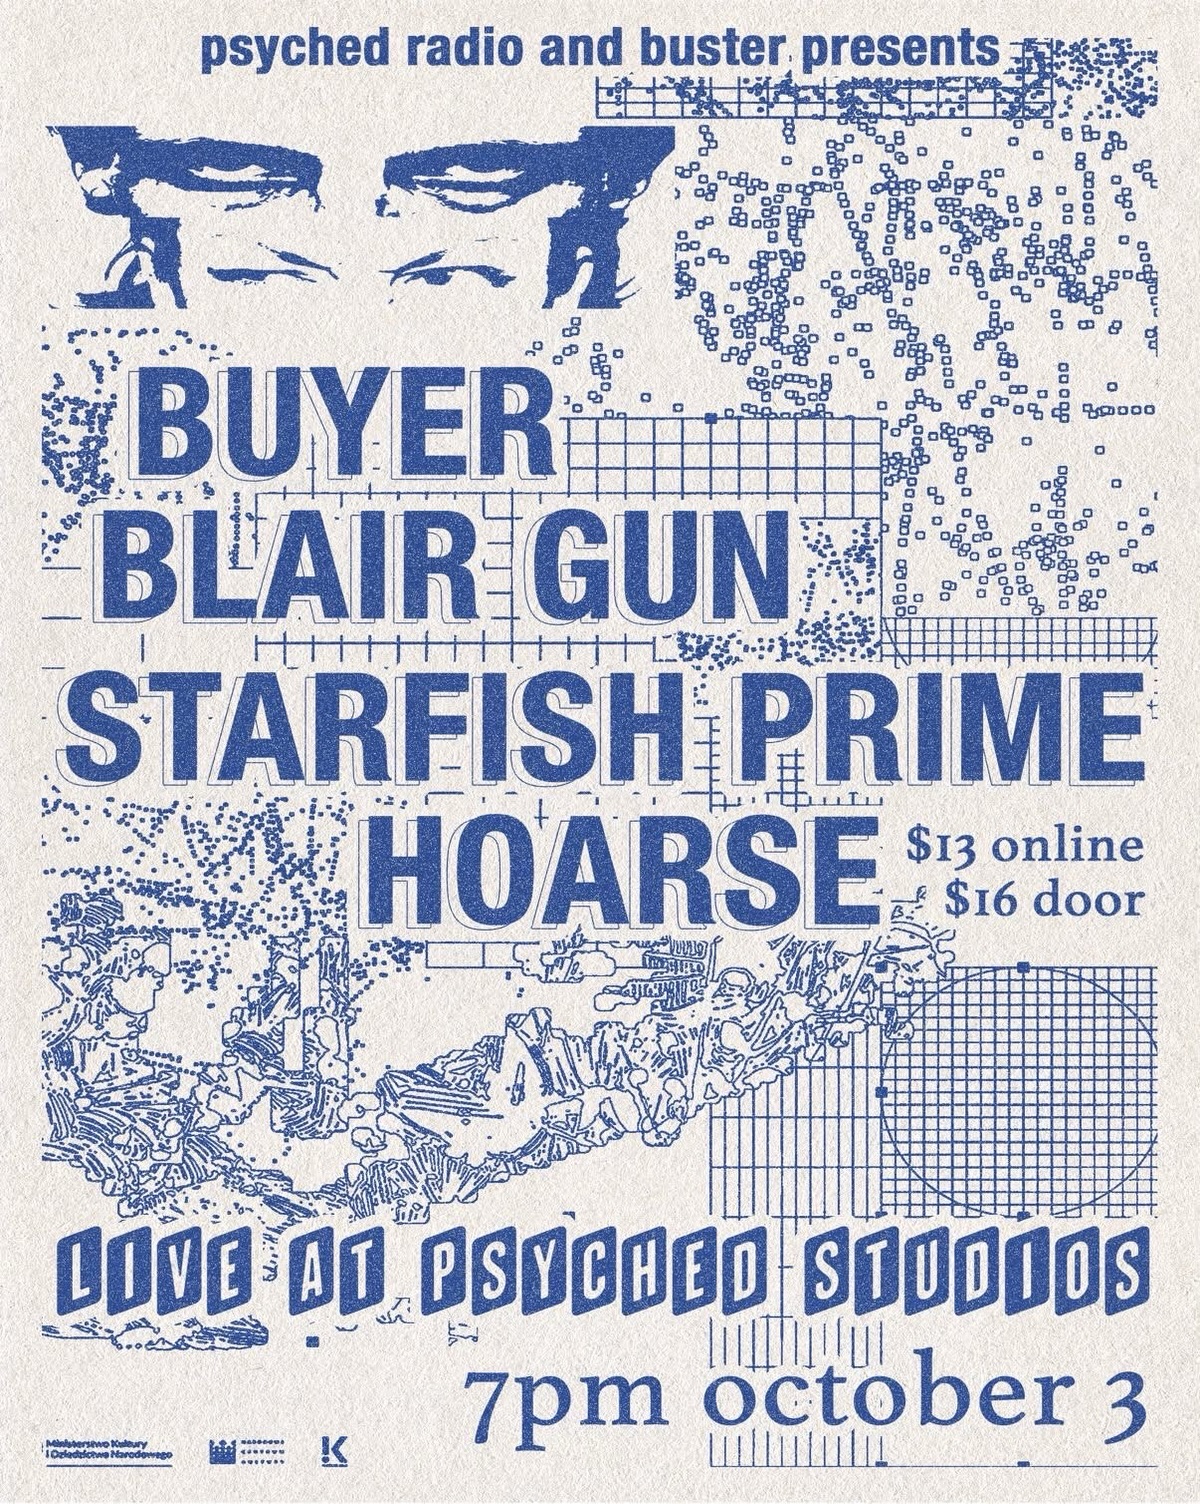 psyched radio and buster presents
BUYER
BLAIR GUN
STARFISH PRIME
HOARSE
$13 online
$16 door
LIVE AT PSYCHED STUDIOS
7pm october 3
Ministerstwo Kultury
i Dziedzictwa Narodowego
K